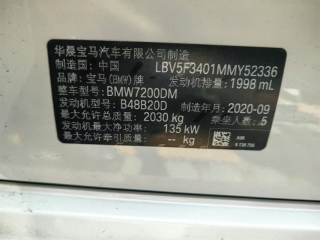 华晨宝马汽车有限公司制造
制造国：中国 LBV5F3401MMY52336
品牌：宝马(BMW)牌 发动机排量：1998 mL
整车型号：BMW7200DM
发动机型号：B48B20D 制造年月：2020-09
最大允许总质量：2030 kg 乘坐人数：5
发动机最大净功率：135 kW
最大允许牵引质量：-- kg